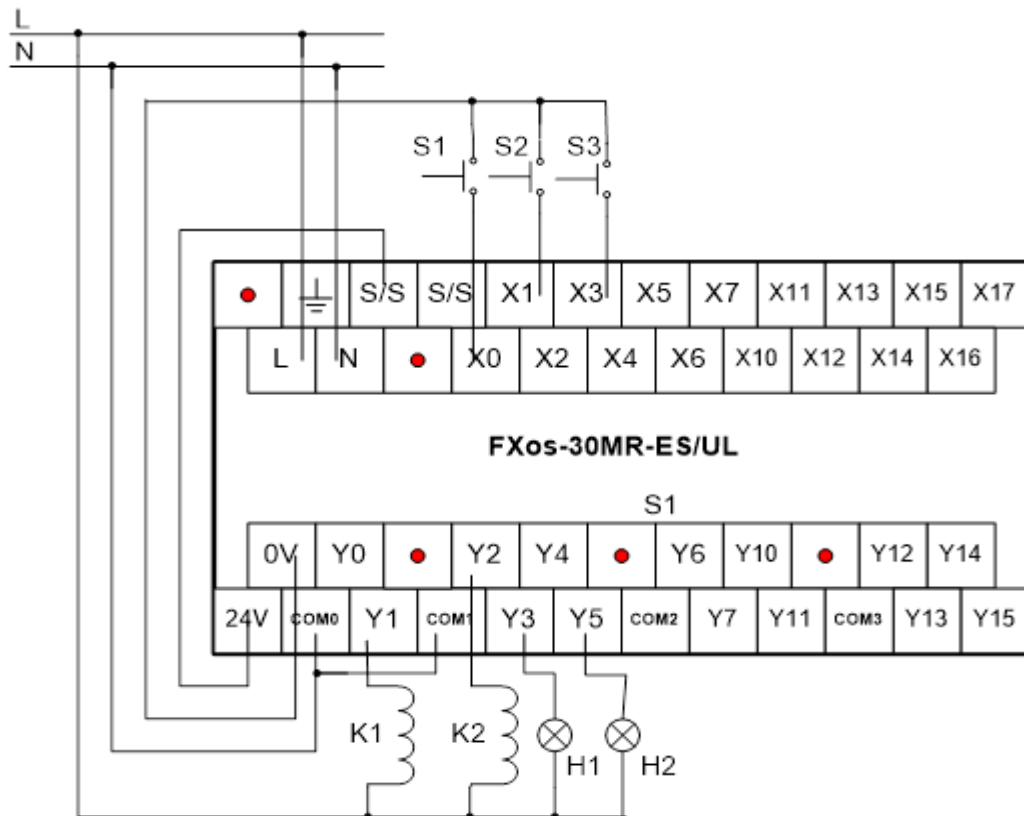 L
N
S1 S2 S3
S/S S/S X1 X3 X5 X7 X11 X13 X15 X17
L N X0 X2 X4 X6 X10 X12 X14 X16
FXos-30MR-ES/UL
S1
0V Y0 Y2 Y4 Y6 Y10 Y12 Y14
24V COM0 Y1 COM1 Y3 Y5 COM2 Y7 Y11 COM3 Y13 Y15
K1 K2 H1 H2